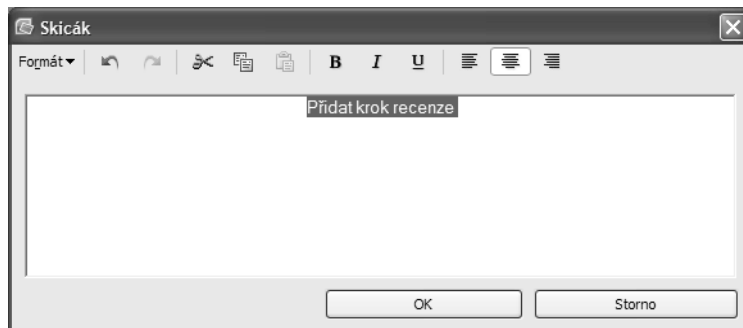 Skicák
Formát
B I U
Přidat krok recenze
OK Storno